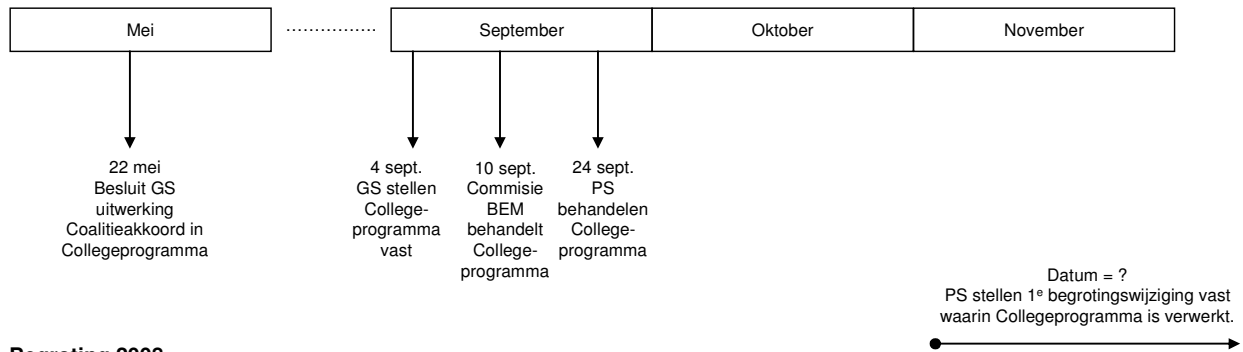 Mei
September
Oktober
November
22 mei
Besluit GS
uitwerking
Coalitieakkoord in
Collegeprogramma
4 sept.
GS stellen
College-
programma
vast
10 sept.
Commisie
BEM
behandelt
College-
programma
24 sept.
PS
behandelen
College-
programma
Datum = ?
PS stellen 1e begrotingswijziging vast
waarin Collegeprogramma is verwerkt.